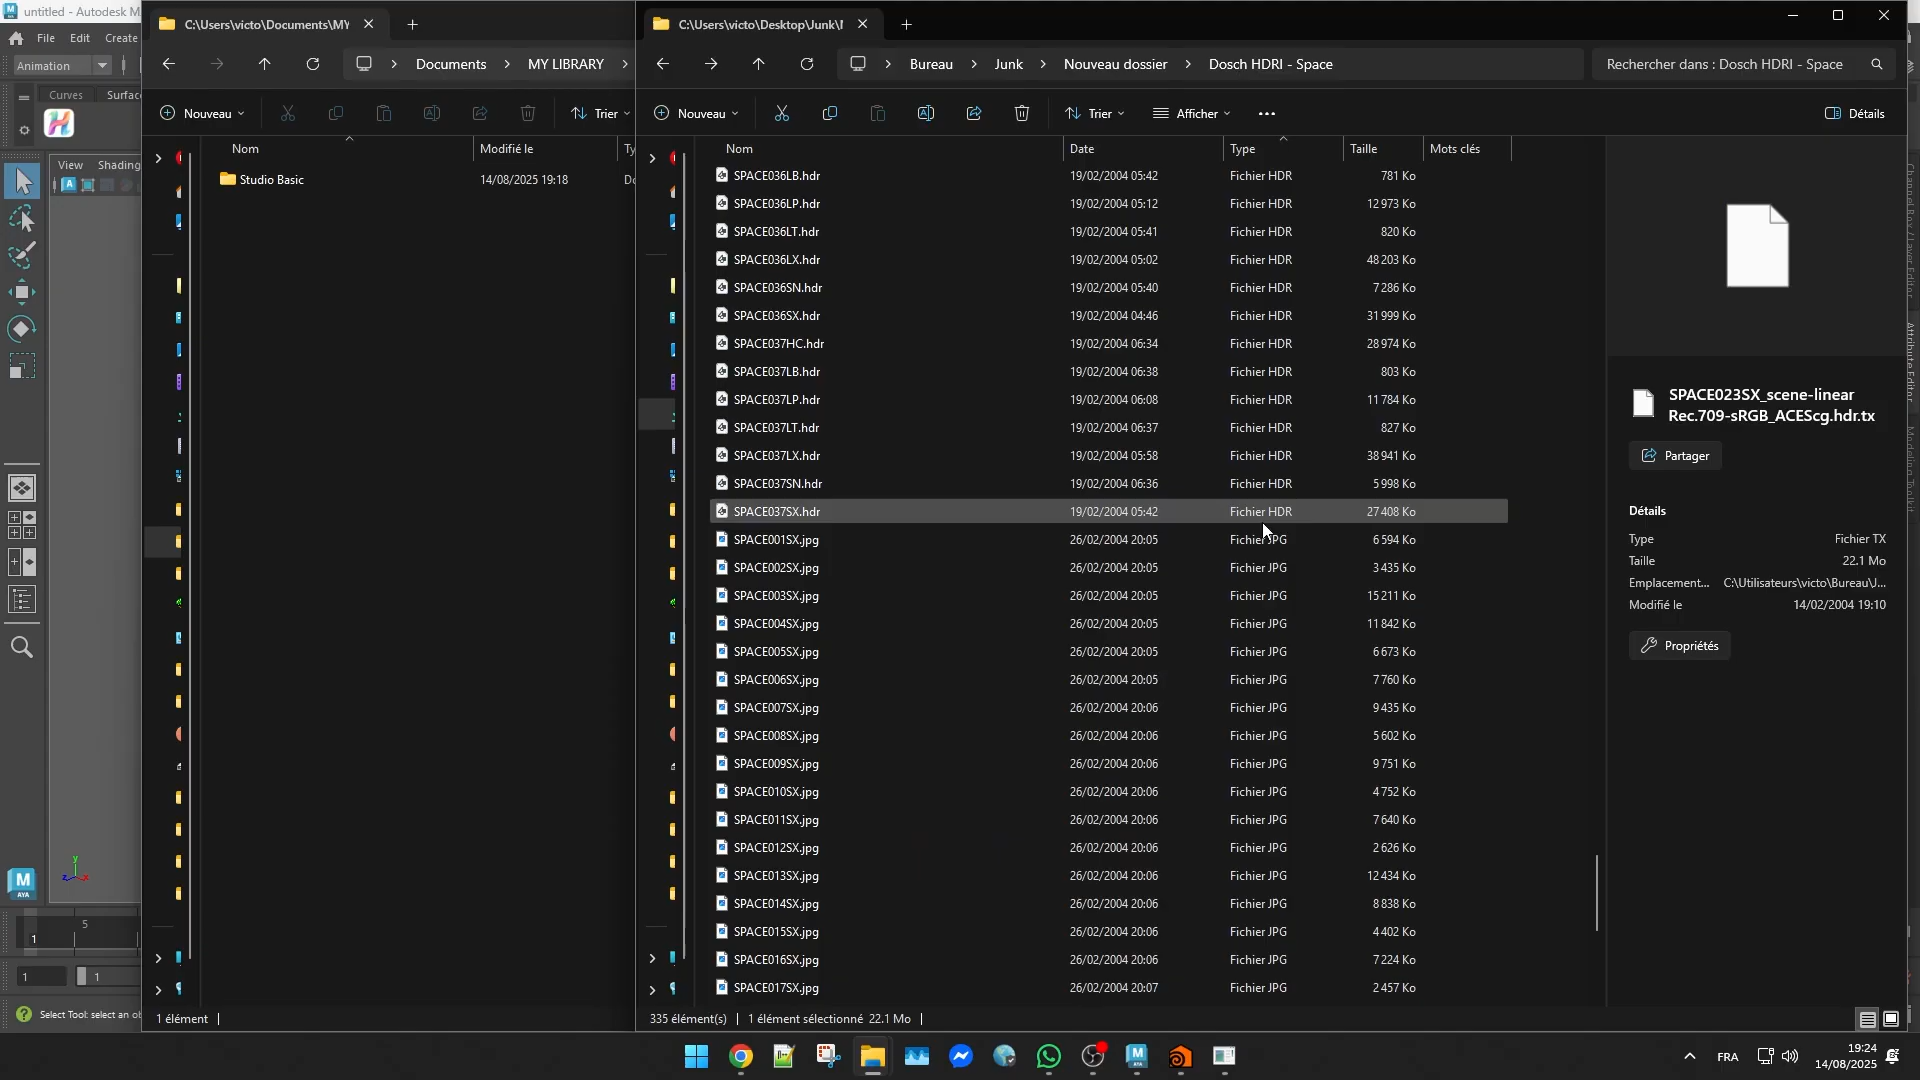 untitled - Autodesk M
File Edit Create
Animation
Curves Surfac
View Shading
5
1
1 1
Select Tool: select an ob
M
AYA
C:\Users\victo\Documents\MY
Documents > MY LIBRARY >
Nouveau Trier
Nom Modifié le Ty
Studio Basic 14/08/2025 19:18 Do
1 élément
C:\Users\victo\Desktop\Junk\
Bureau > Junk > Nouveau dossier > Dosch HDRI - Space
Rechercher dans : Dosch HDRI - Space
Nouveau Trier Afficher ••• Détails
Nom Date Type Taille Mots clés
SPACE036LB.hdr 19/02/2004 05:42 Fichier HDR 781 Ko
SPACE036LP.hdr 19/02/2004 05:12 Fichier HDR 12 973 Ko
SPACE036LT.hdr 19/02/2004 05:41 Fichier HDR 820 Ko
SPACE036LX.hdr 19/02/2004 05:02 Fichier HDR 48 203 Ko
SPACE036SN.hdr 19/02/2004 05:40 Fichier HDR 7 286 Ko
SPACE036SX.hdr 19/02/2004 04:46 Fichier HDR 31 999 Ko
SPACE037HC.hdr 19/02/2004 06:34 Fichier HDR 28 974 Ko
SPACE037LB.hdr 19/02/2004 06:38 Fichier HDR 803 Ko
SPACE037LP.hdr 19/02/2004 06:08 Fichier HDR 11 784 Ko
SPACE037LT.hdr 19/02/2004 06:37 Fichier HDR 827 Ko
SPACE037LX.hdr 19/02/2004 05:58 Fichier HDR 38 941 Ko
SPACE037SN.hdr 19/02/2004 06:36 Fichier HDR 5 998 Ko
SPACE037SX.hdr 19/02/2004 05:42 Fichier HDR 27 408 Ko
SPACE001SX.jpg 26/02/2004 20:05 Fichier JPG 6 594 Ko
SPACE002SX.jpg 26/02/2004 20:05 Fichier JPG 3 435 Ko
SPACE003SX.jpg 26/02/2004 20:05 Fichier JPG 15 211 Ko
SPACE004SX.jpg 26/02/2004 20:05 Fichier JPG 11 842 Ko
SPACE005SX.jpg 26/02/2004 20:05 Fichier JPG 6 673 Ko
SPACE006SX.jpg 26/02/2004 20:05 Fichier JPG 7 760 Ko
SPACE007SX.jpg 26/02/2004 20:06 Fichier JPG 9 435 Ko
SPACE008SX.jpg 26/02/2004 20:06 Fichier JPG 5 602 Ko
SPACE009SX.jpg 26/02/2004 20:06 Fichier JPG 9 751 Ko
SPACE010SX.jpg 26/02/2004 20:06 Fichier JPG 4 752 Ko
SPACE011SX.jpg 26/02/2004 20:06 Fichier JPG 7 640 Ko
SPACE012SX.jpg 26/02/2004 20:06 Fichier JPG 2 626 Ko
SPACE013SX.jpg 26/02/2004 20:06 Fichier JPG 12 434 Ko
SPACE014SX.jpg 26/02/2004 20:06 Fichier JPG 8 838 Ko
SPACE015SX.jpg 26/02/2004 20:06 Fichier JPG 4 402 Ko
SPACE016SX.jpg 26/02/2004 20:06 Fichier JPG 7 224 Ko
SPACE017SX.jpg 26/02/2004 20:07 Fichier JPG 2 457 Ko
335 élément(s) 1 élément sélectionné 22.1 Mo
SPACE023SX_scene-linear
Rec.709-sRGB_ACEScg.hdr.tx
Partager
Détails
Type Fichier TX
Taille 22.1 Mo
Emplacement... C:\Utilisateurs\victo\Bureau\J...
Modifié le 14/02/2004 19:10
Propriétés
FRA
19:24
14/08/2025